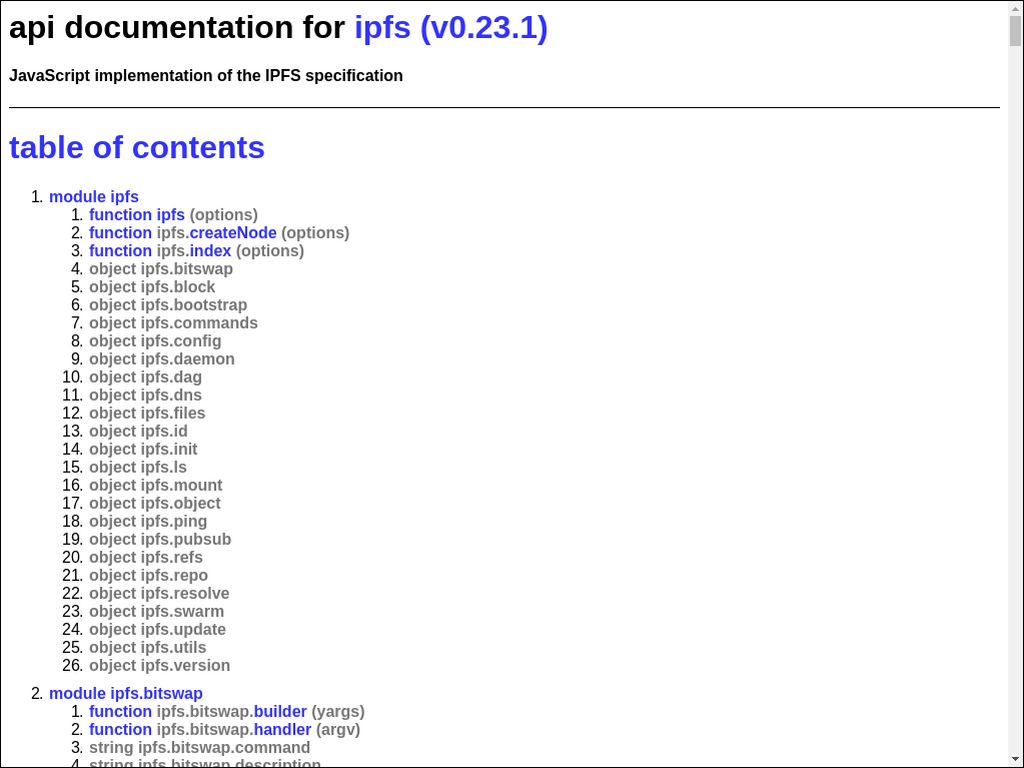 api documentation for ipfs (v0.23.1)
JavaScript implementation of the IPFS specification
table of contents
1. module ipfs
1. function ipfs (options)
2. function ipfs.createNode (options)
3. function ipfs.index (options)
4. object ipfs.bitswap
5. object ipfs.block
6. object ipfs.bootstrap
7. object ipfs.commands
8. object ipfs.config
9. object ipfs.daemon
10. object ipfs.dag
11. object ipfs.dns
12. object ipfs.files
13. object ipfs.id
14. object ipfs.init
15. object ipfs.ls
16. object ipfs.mount
17. object ipfs.object
18. object ipfs.ping
19. object ipfs.pubsub
20. object ipfs.refs
21. object ipfs.repo
22. object ipfs.resolve
23. object ipfs.swarm
24. object ipfs.update
25. object ipfs.utils
26. object ipfs.version
2. module ipfs.bitswap
1. function ipfs.bitswap.builder (yargs)
2. function ipfs.bitswap.handler (argv)
3. string ipfs.bitswap.command
4. string ipfs.bitswap.description